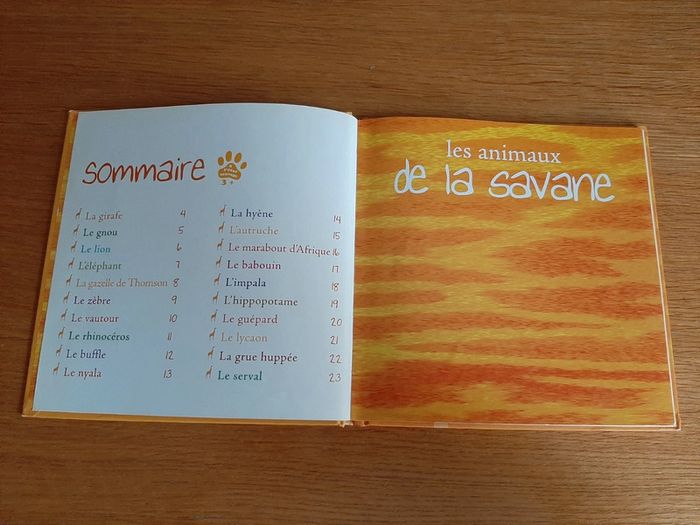 sommaire
3+
La girafe 4
Le gnou 5
Le lion 6
L'éléphant 7
La gazelle de Thomson 8
Le zèbre 9
Le vautour 10
Le rhinocéros 11
Le buffle 12
Le nyala 13
La hyène 14
L'autruche 15
Le marabout d'Afrique 16
Le babouin 17
L'impala 18
L'hippopotame 19
Le guépard 20
Le lycaon 21
La grue huppée 22
Le serval 23
les animaux
de la savane